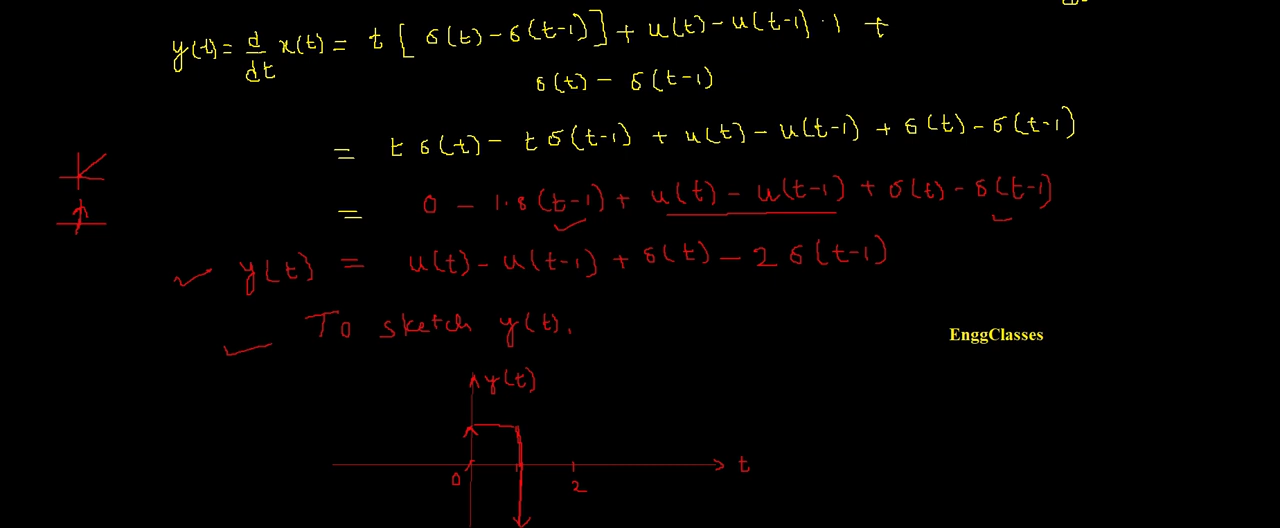 y(t) = d/dt x(t) = t [ δ(t) - δ(t-1) ] + u(t) - u(t-1) · 1 +
δ(t) - δ(t-1)
= t δ(t) - t δ(t-1) + u(t) - u(t-1) + δ(t) - δ(t-1)
= 0 - 1.δ(t-1) + u(t) - u(t-1) + δ(t) - δ(t-1)
y(t) = u(t) - u(t-1) + δ(t) - 2 δ(t-1)
To sketch y(t).
EnggClasses
y(t)
t
0
2